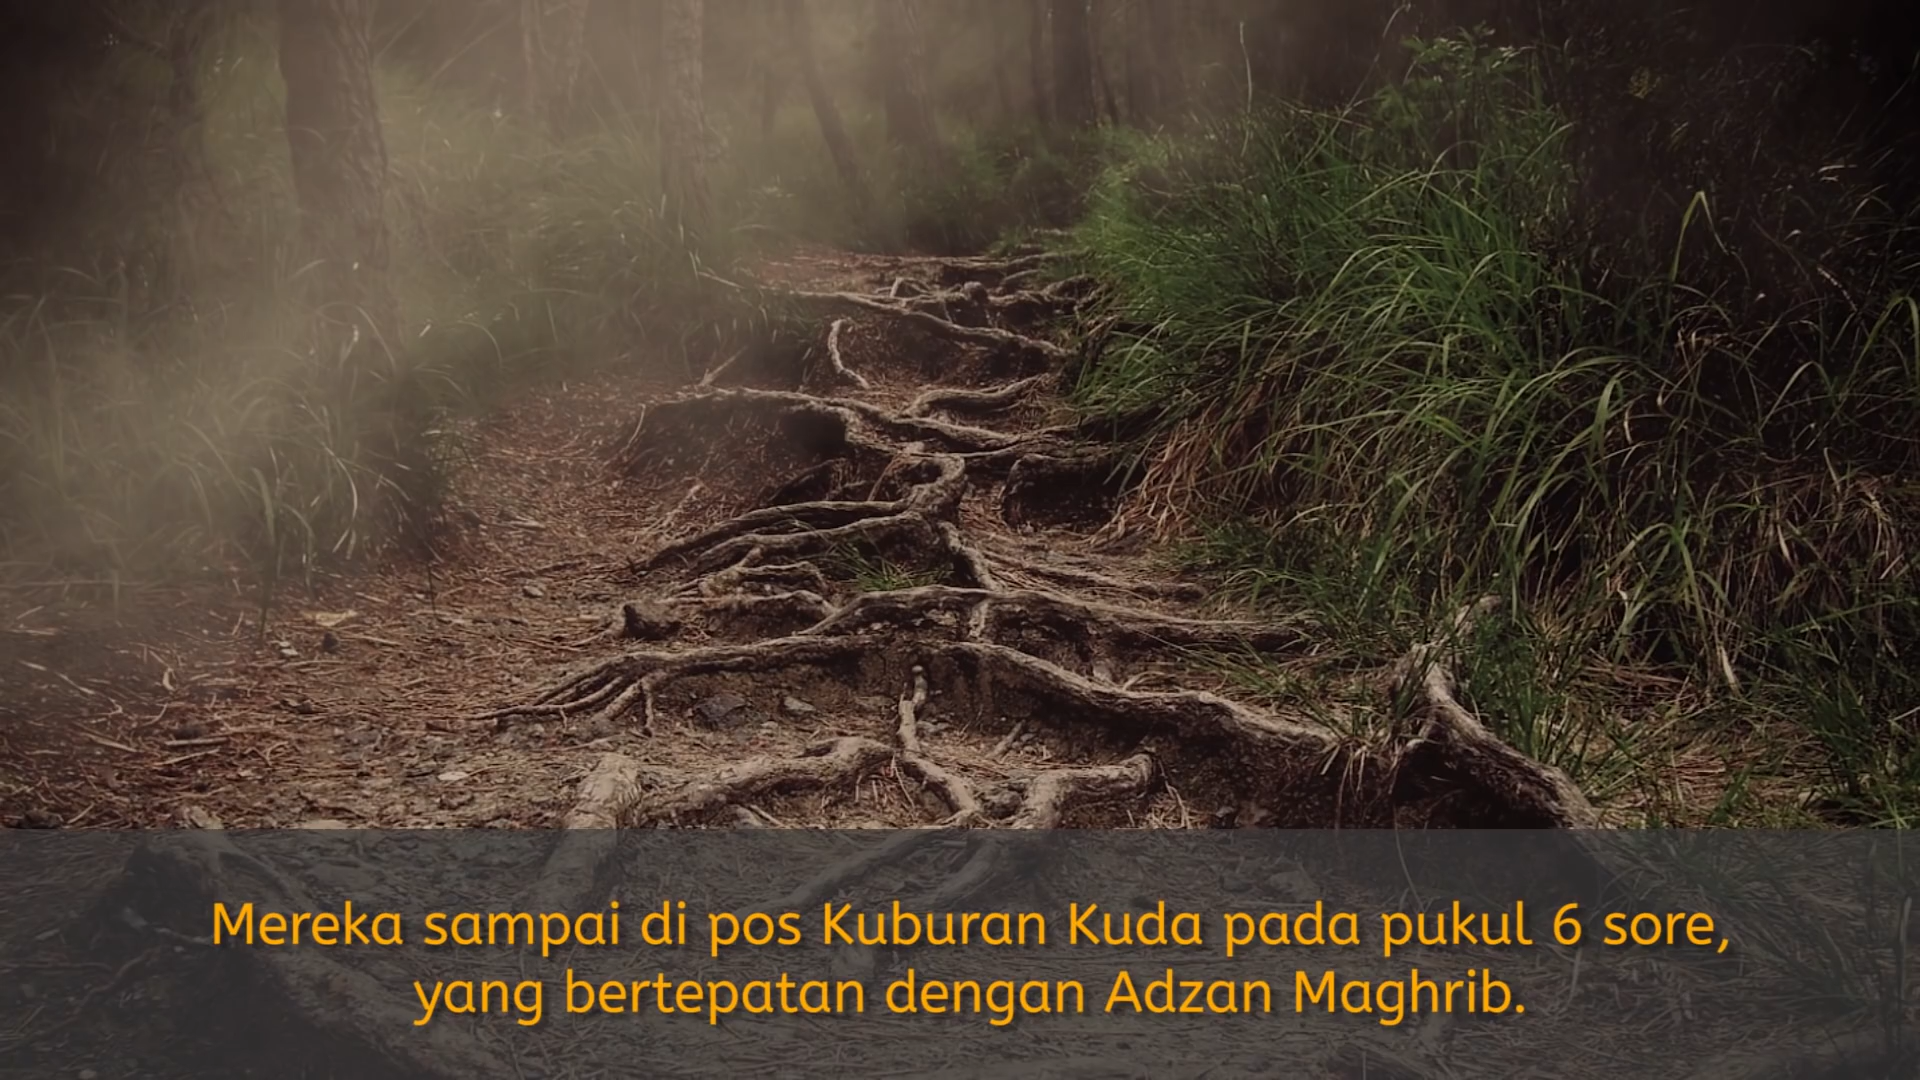 Mereka sampai di pos Kuburan Kuda pada pukul 6 sore,
yang bertepatan dengan Adzan Maghrib.